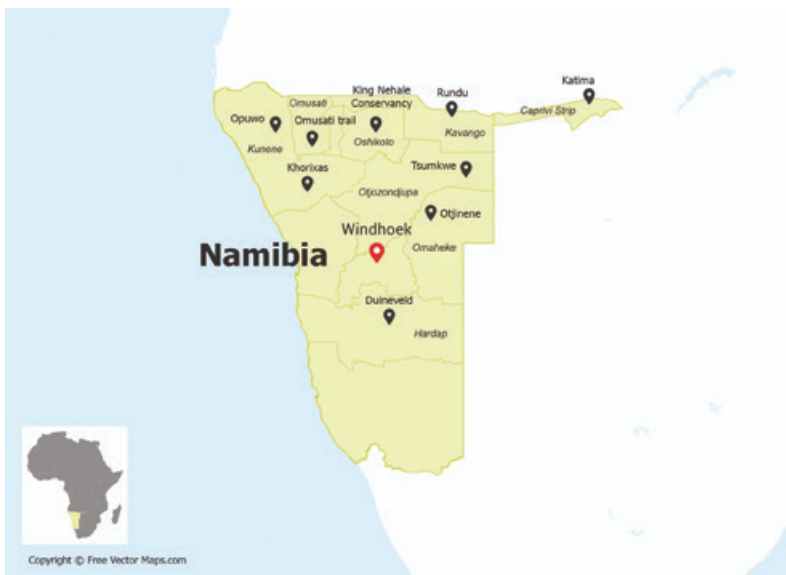 Katima
King Nehale
Conservancy
Rundu
Omusati
Caprivi Strip
Opuwo
Omusati trail
Kavango
Kunene
Oshikoto
Khorixas
Tsumkwe
Otjozondjupa
Otjinene
Windhoek
Namibia
Omaheke
Duineveld
Hardap
Copyright © Free Vector Maps.com